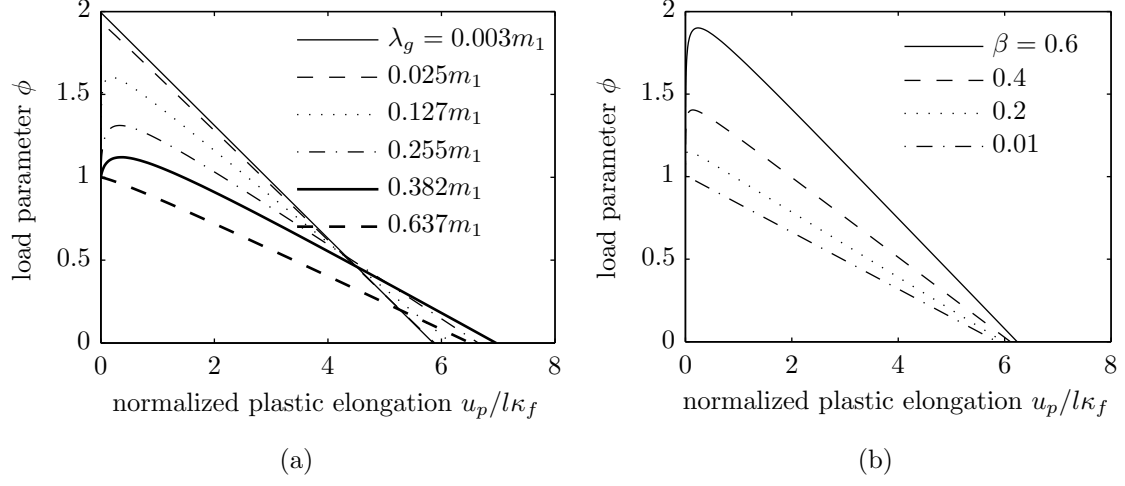 2
1.5
1
0.5
0
0 2 4 6 8
load parameter ϕ
normalized plastic elongation u_p/lκ_f
λ_g = 0.003m_1
0.025m_1
0.127m_1
0.255m_1
0.382m_1
0.637m_1
(a)
2
1.5
1
0.5
0
0 2 4 6 8
load parameter ϕ
normalized plastic elongation u_p/lκ_f
β = 0.6
0.4
0.2
0.01
(b)